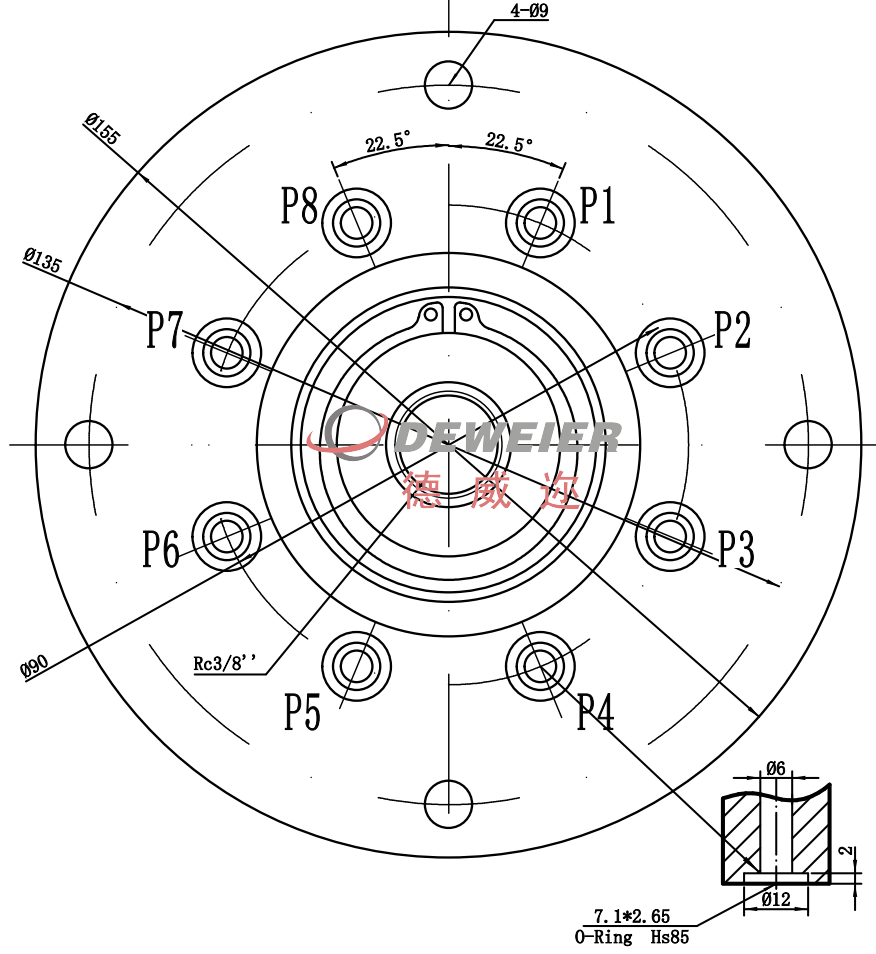 4-Ø9
Ø155
22.5°
22.5°
P8
P1
Ø135
P7
P2
DEWEIER
德威迩
P6
P3
Ø90
Rc3/8''
P5
P4
Ø6
2
Ø12
7.1*2.65
O-Ring Hs85